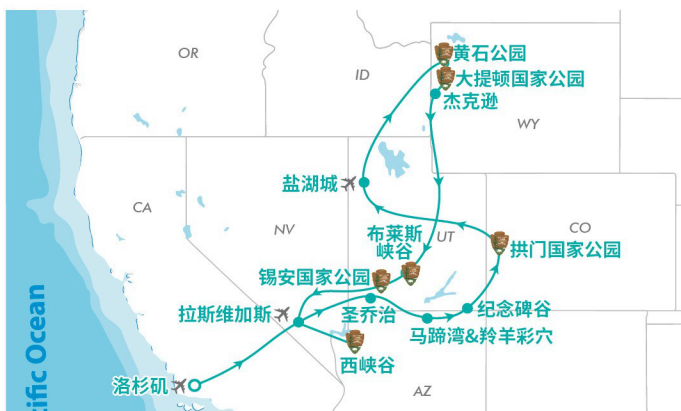 OR
ID
黄石公园
大提顿国家公园
杰克逊
WY
盐湖城
CA
NV
布莱斯
峡谷
UT
CO
拱门国家公园
锡安国家公园
拉斯维加斯
圣乔治
纪念碑谷
马蹄湾&羚羊彩穴
西峡谷
洛杉矶
AZ
cific Ocean